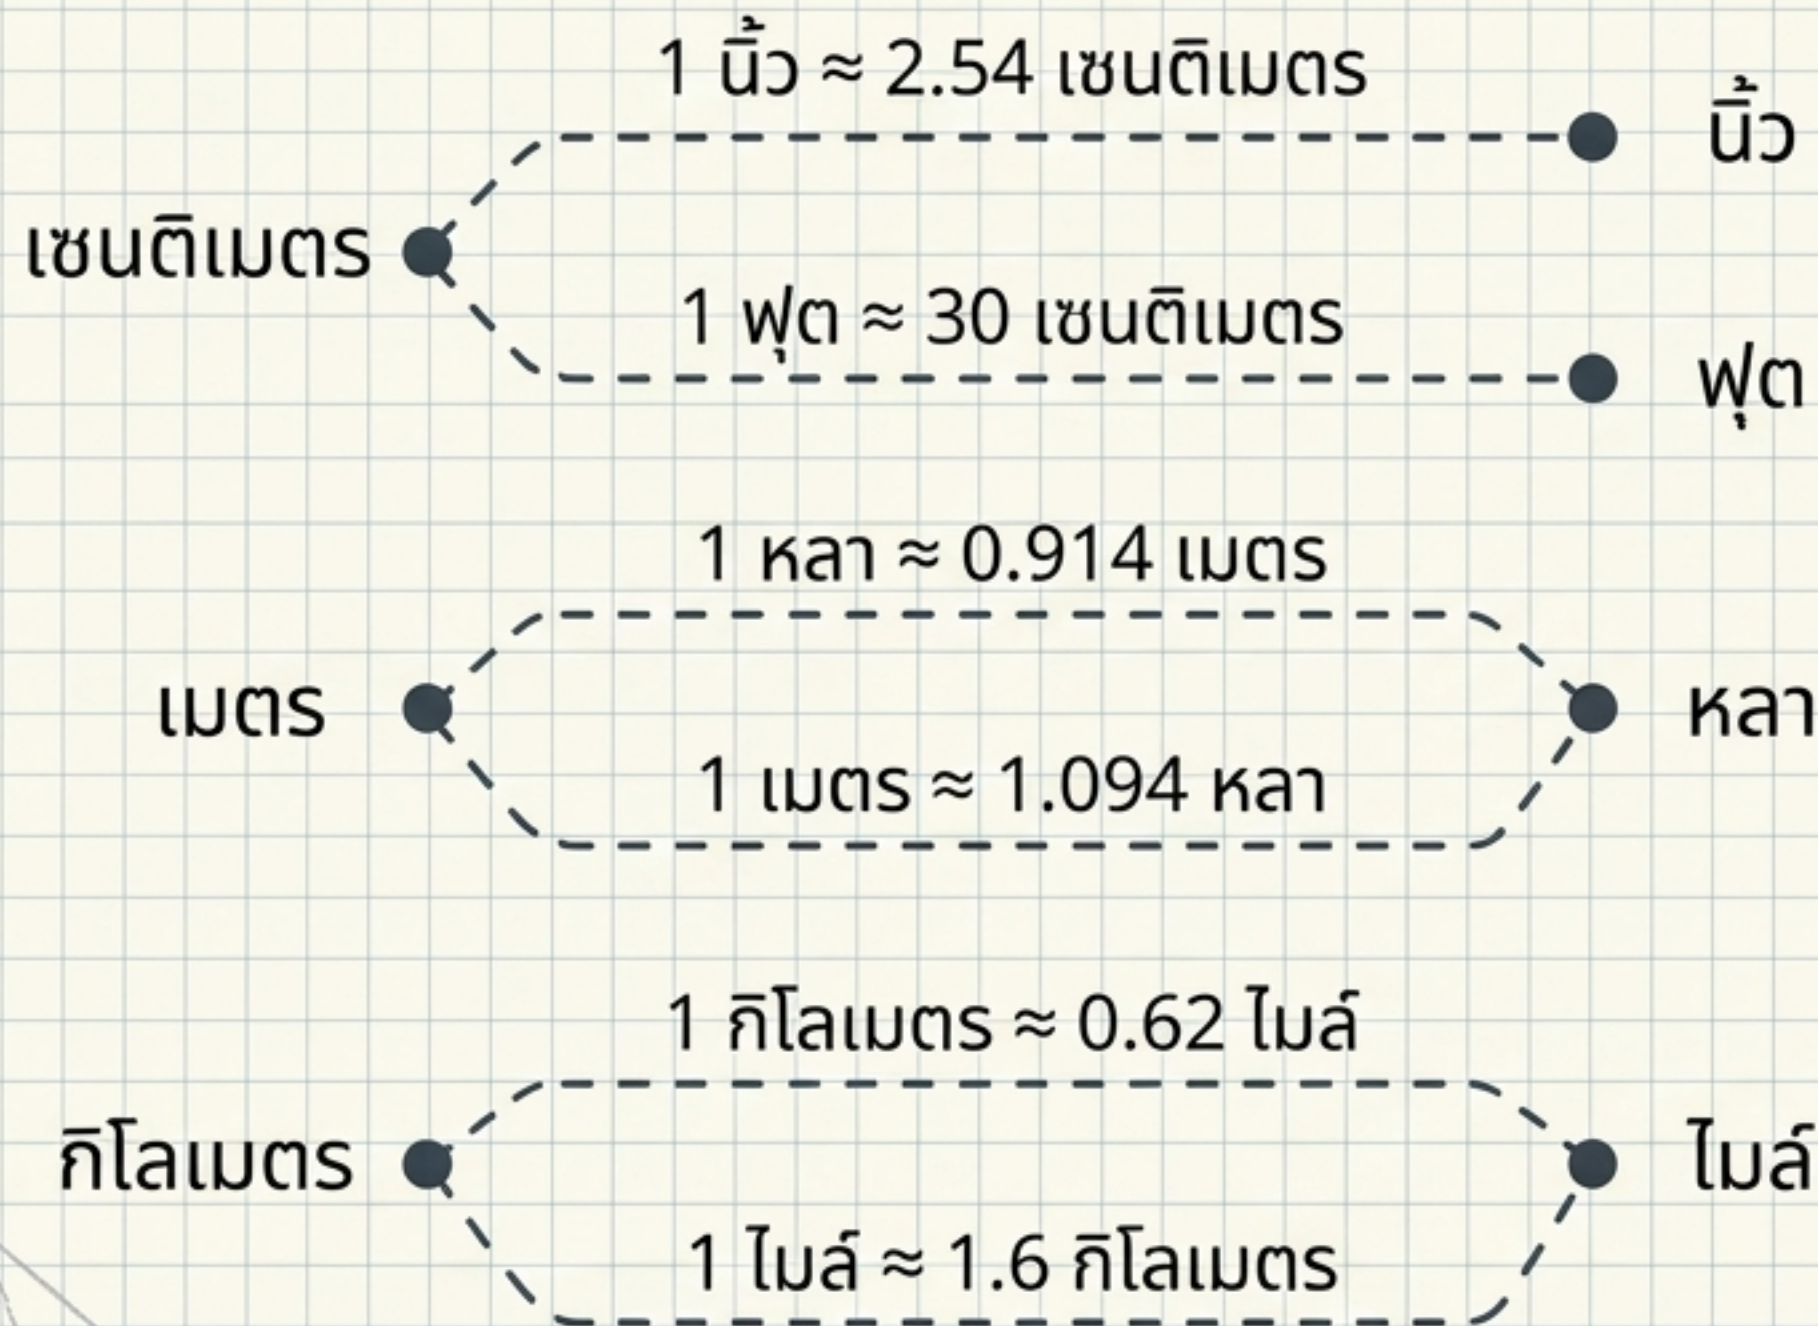 1 นิ้ว ≈ 2.54 เซนติเมตร
นิ้ว
เซนติเมตร
1 ฟุต ≈ 30 เซนติเมตร
ฟุต
1 หลา ≈ 0.914 เมตร
เมตร
หลา
1 เมตร ≈ 1.094 หลา
1 กิโลเมตร ≈ 0.62 ไมล์
กิโลเมตร
ไมล์
1 ไมล์ ≈ 1.6 กิโลเมตร